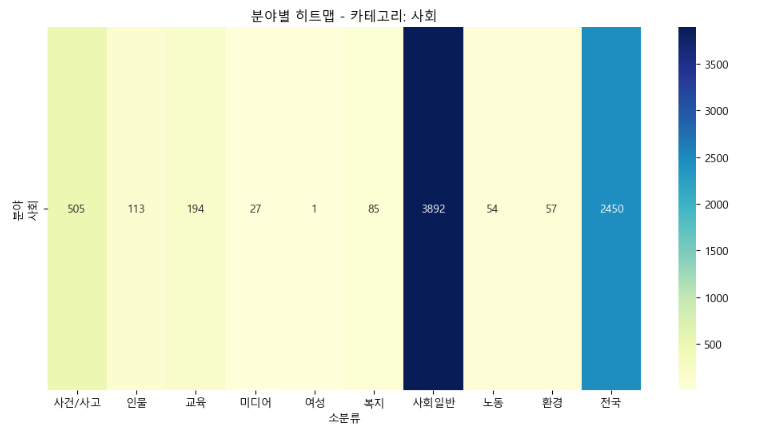 분야별 히트맵 - 카테고리: 사회
분야
사회
505 113 194 27 1 85 3892 54 57 2450
사건/사고 인물 교육 미디어 여성 복지 사회일반 노동 환경 전국
소분류
3500
3000
2500
2000
1500
1000
500